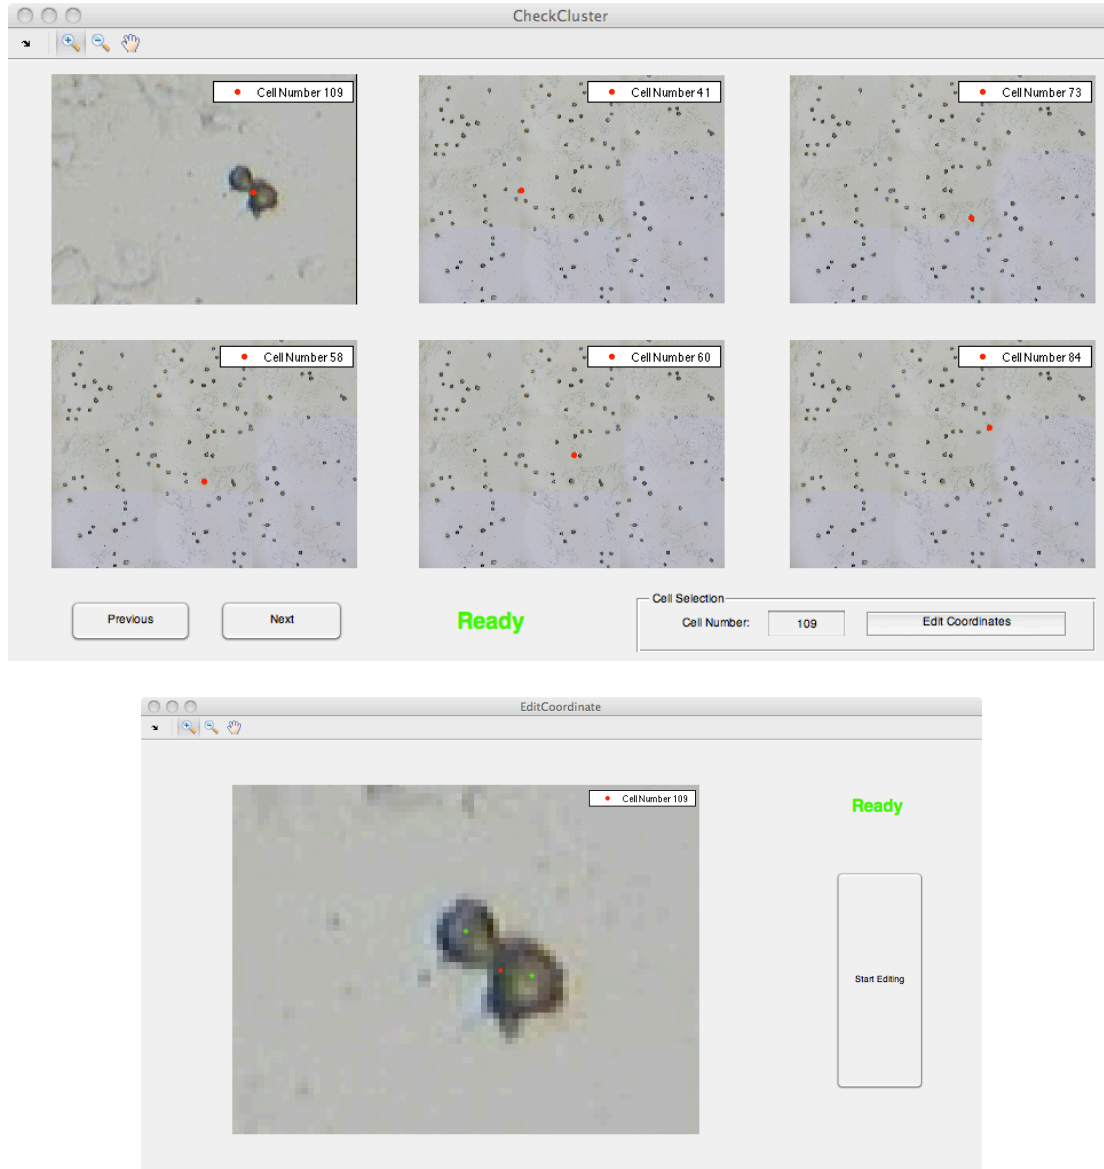 CheckCluster
Cell Number 109
Cell Number 41
Cell Number 73
Cell Number 58
Cell Number 60
Cell Number 84
Previous
Next
Ready
Cell Selection
Cell Number:
109
Edit Coordinates
EditCoordinate
Cell Number 109
Ready
Start Editing